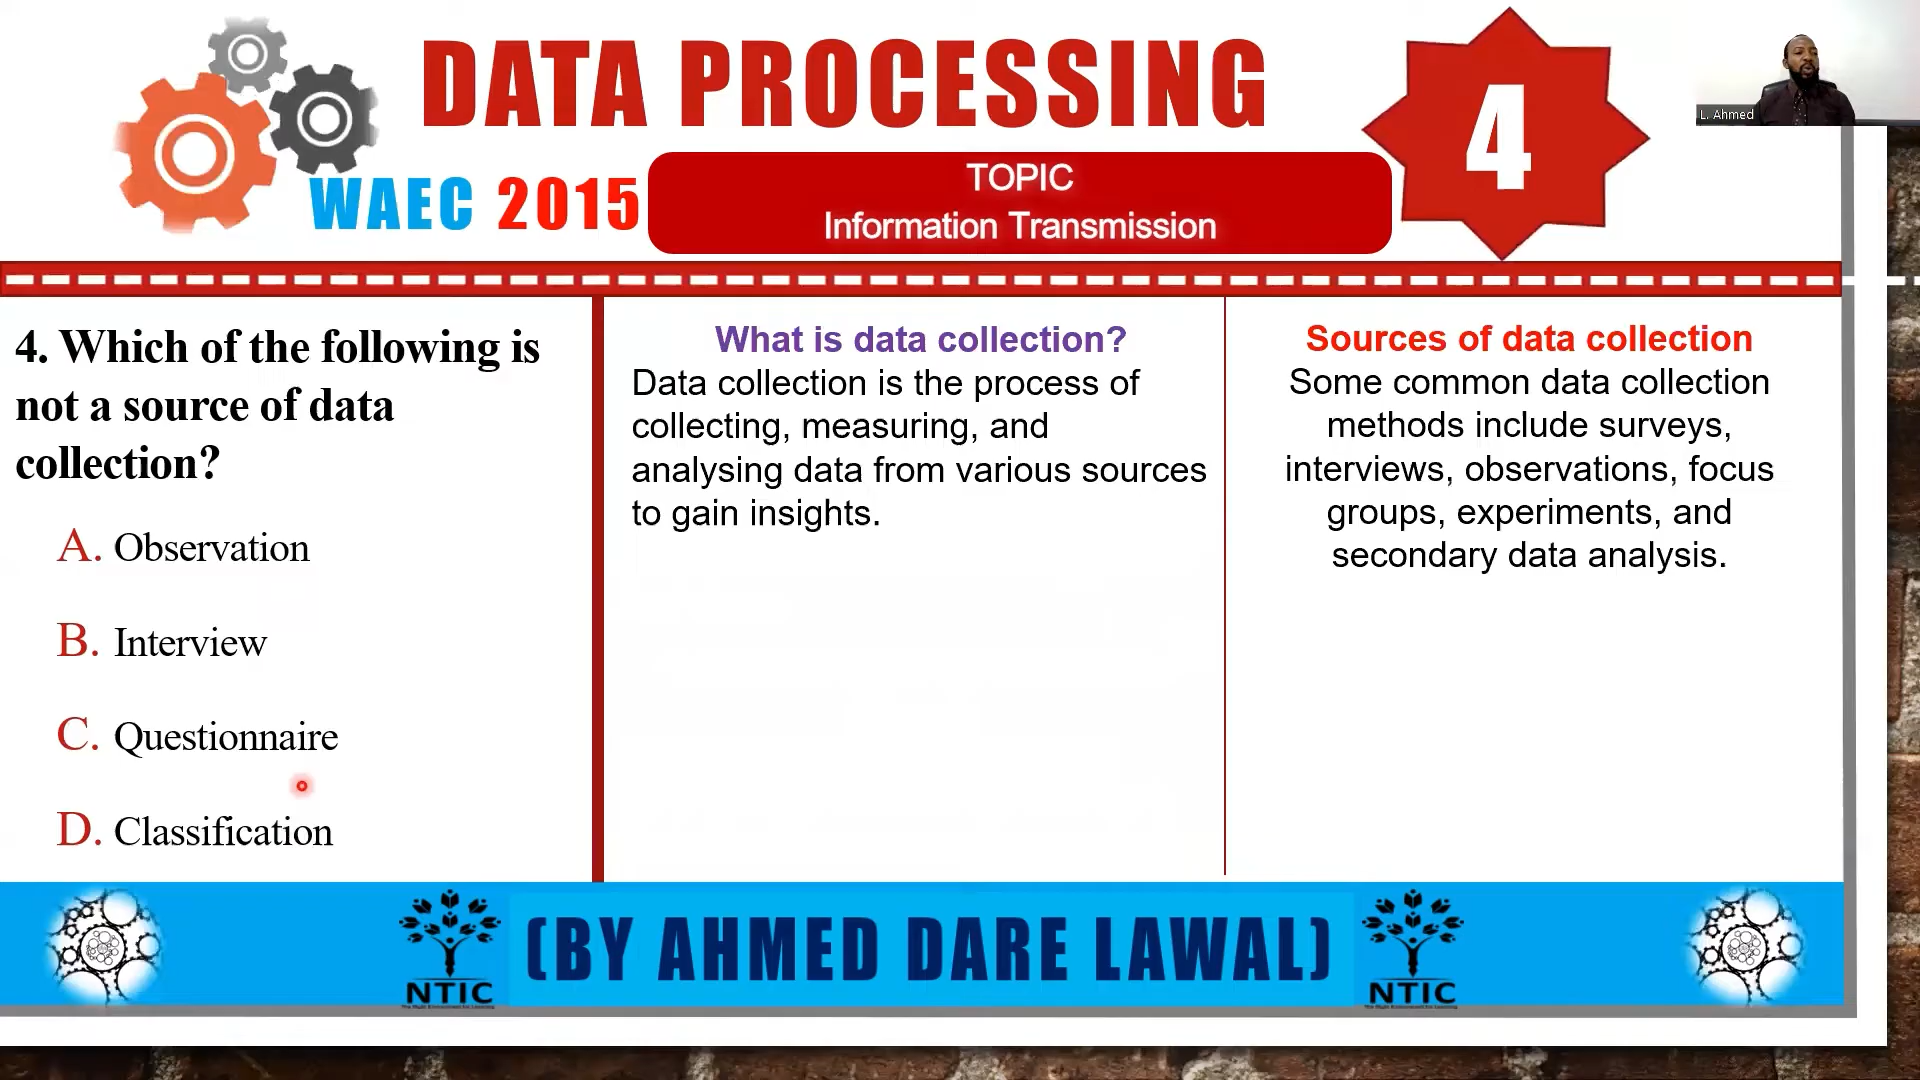 DATA PROCESSING
WAEC 2015
TOPIC
Information Transmission
4
L. Ahmed
4. Which of the following is
not a source of data
collection?
A. Observation
B. Interview
C. Questionnaire
D. Classification
What is data collection?
Data collection is the process of
collecting, measuring, and
analysing data from various sources
to gain insights.
Sources of data collection
Some common data collection
methods include surveys,
interviews, observations, focus
groups, experiments, and
secondary data analysis.
NTIC
(BY AHMED DARE LAWAL)
NTIC